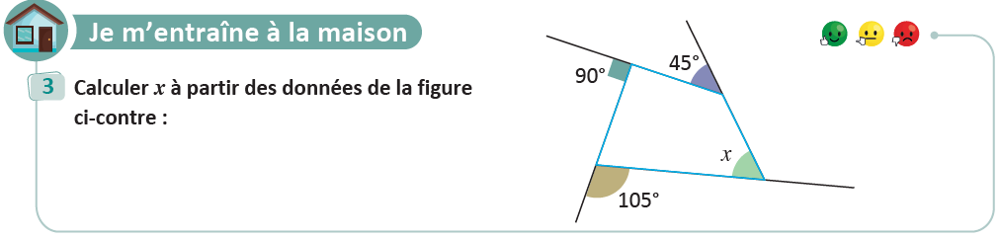 Je m’entraîne à la maison
3 Calculer x à partir des données de la figure
ci-contre :
90°
45°
x
105°